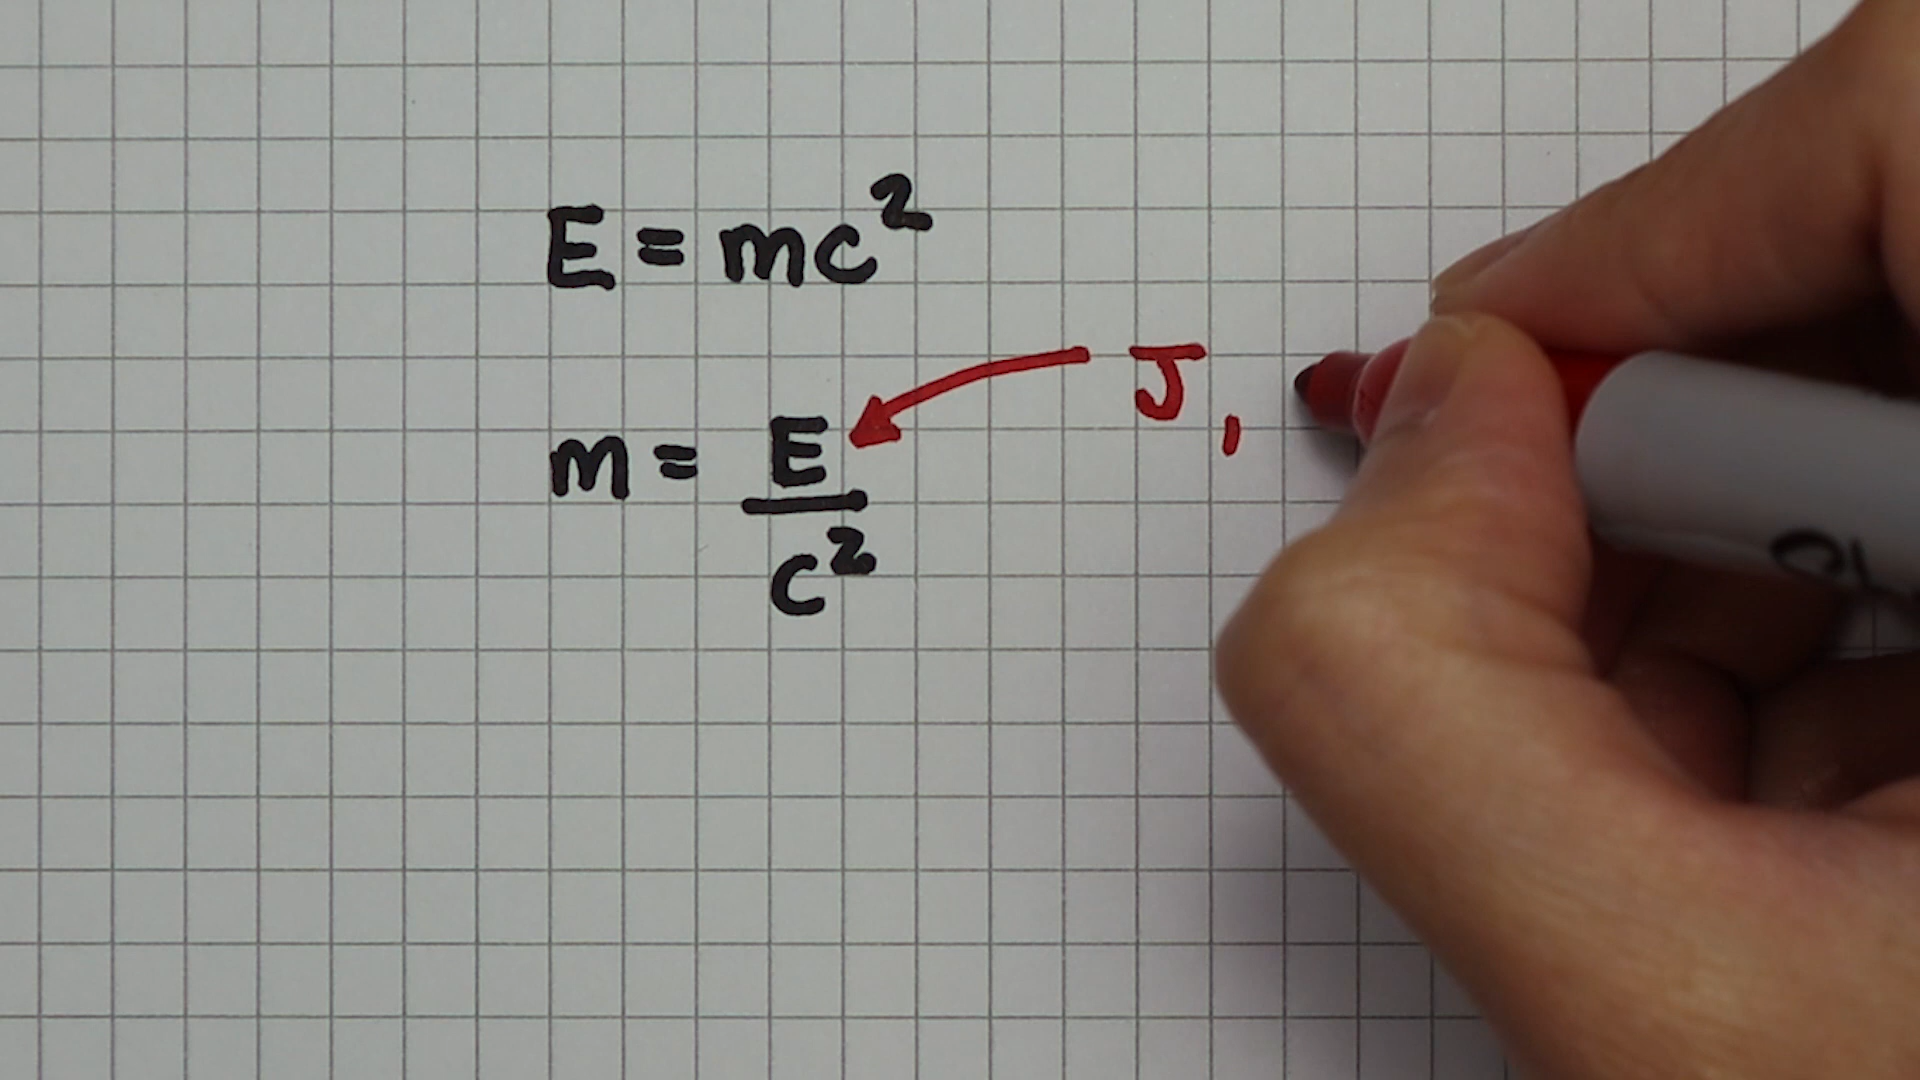 E = mc²
J,
m = E/c²